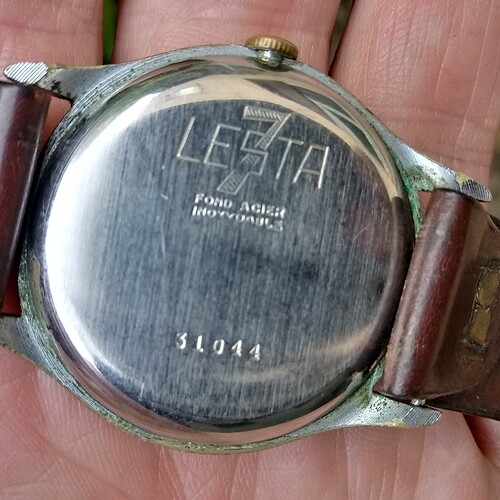 LESTA
FOND ACIER
INOXYDABLE
31044